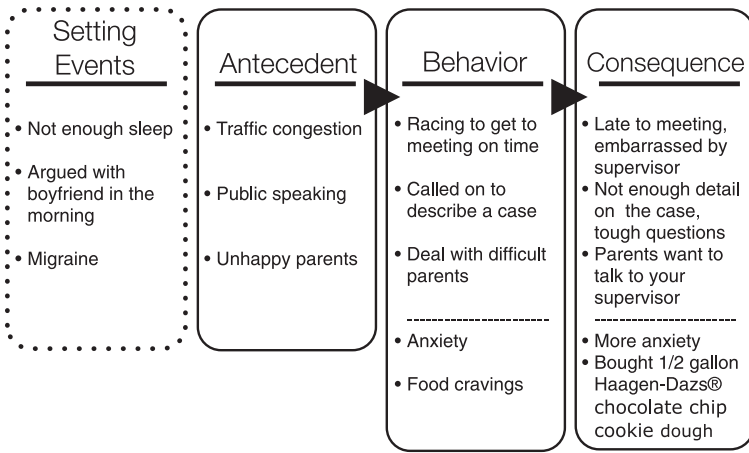 Setting
Events
• Not enough sleep
• Argued with
boyfriend in the
morning
• Migraine
Antecedent
• Traffic congestion
• Public speaking
• Unhappy parents
Behavior
• Racing to get to
meeting on time
• Called on to
describe a case
• Deal with difficult
parents
• Anxiety
• Food cravings
Consequence
• Late to meeting,
embarrassed by
supervisor
• Not enough detail
on the case,
tough questions
• Parents want to
talk to your
supervisor
• More anxiety
• Bought 1/2 gallon
Haagen-Dazs®
chocolate chip
cookie dough